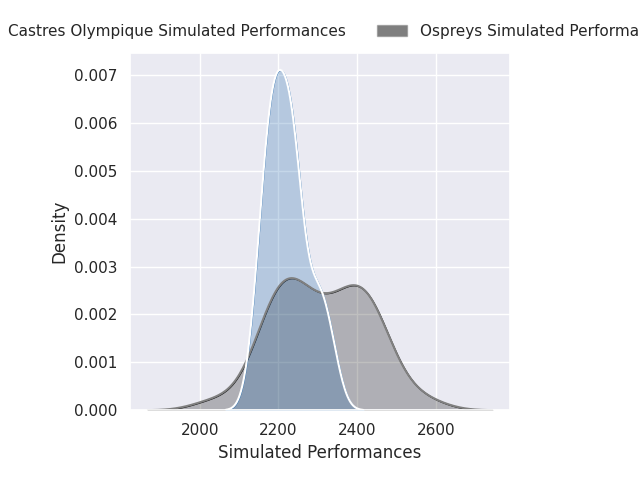 Castres Olympique Simulated Performances Ospreys Simulated Performa
0.007
0.006
0.005
0.004
0.003
0.002
0.001
0.000
Density
2000 2200 2400 2600
Simulated Performances